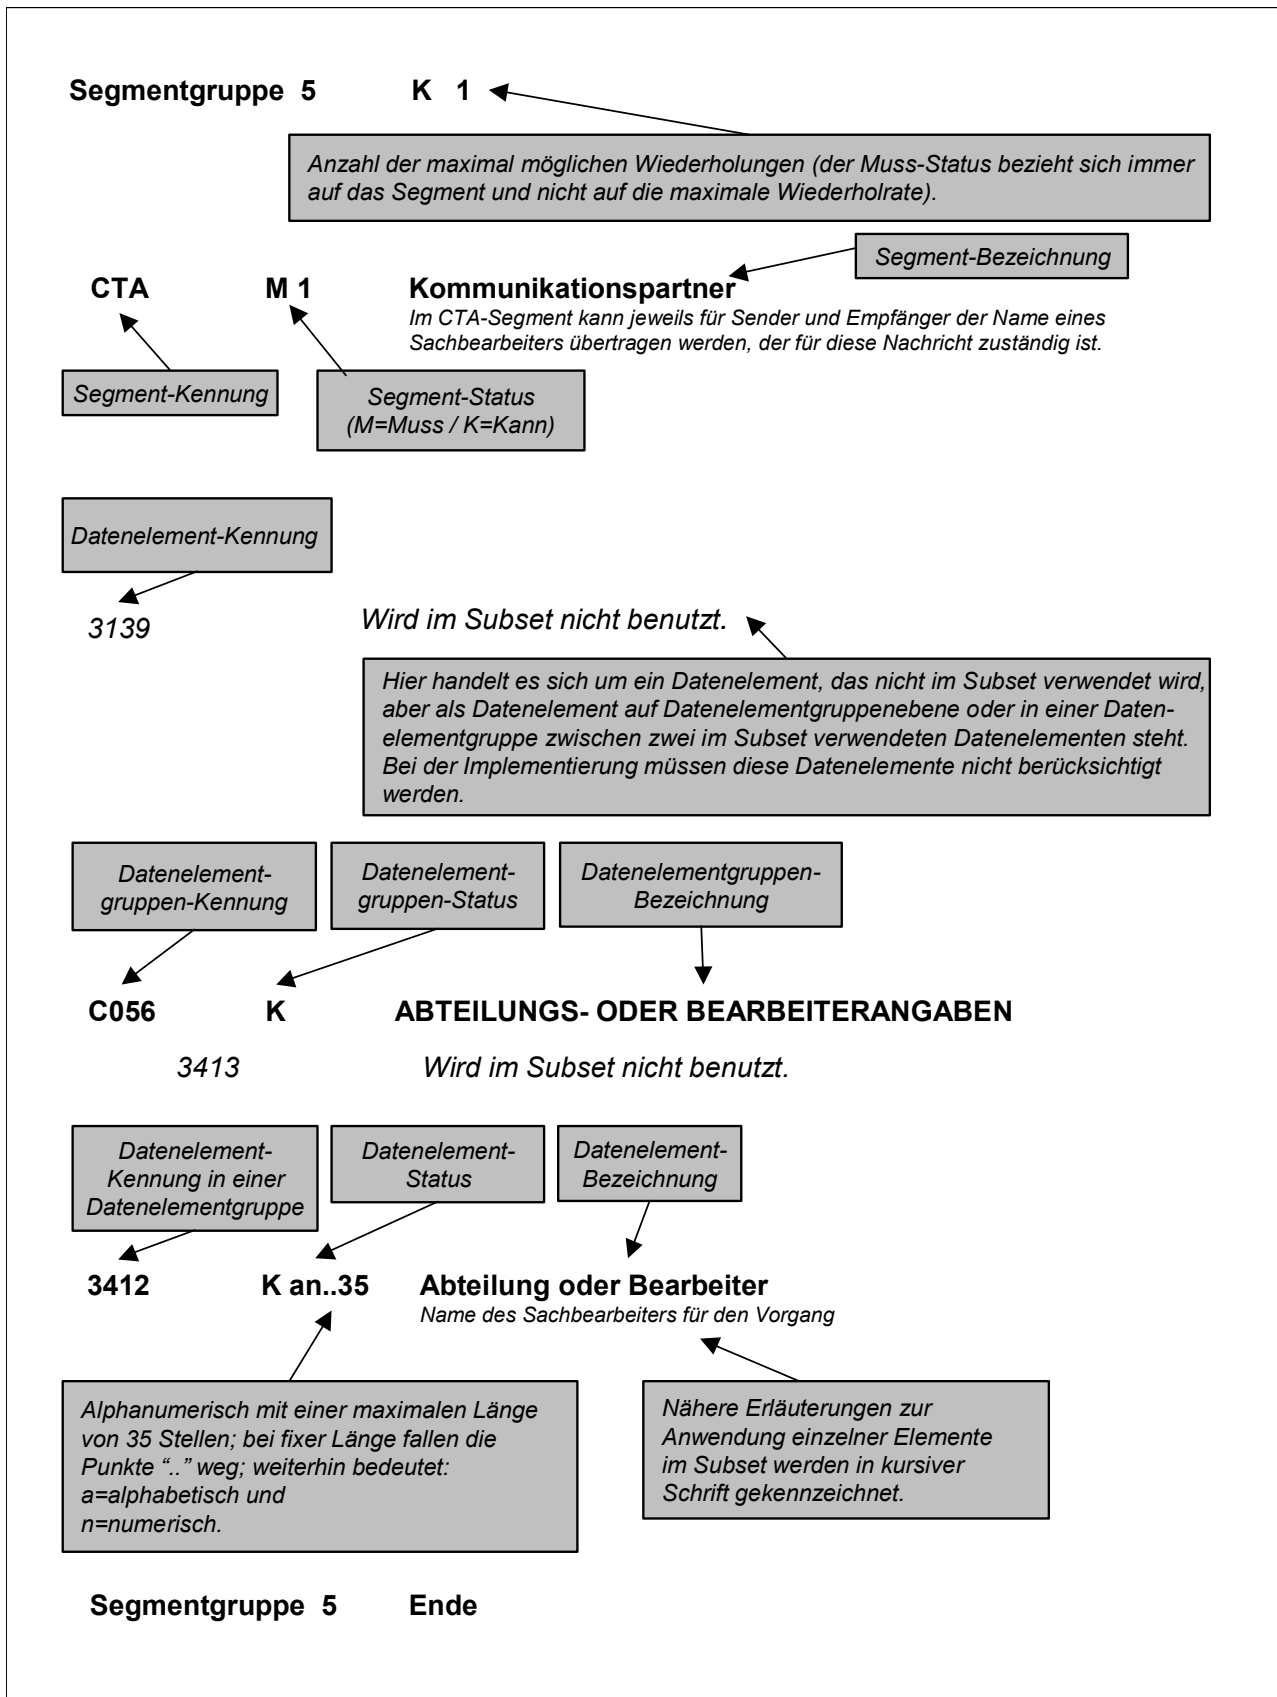 Segmentgruppe 5 K 1
Anzahl der maximal möglichen Wiederholungen (der Muss-Status bezieht sich immer
auf das Segment und nicht auf die maximale Wiederholrate).
Segment-Bezeichnung
CTA M 1 Kommunikationspartner
Im CTA-Segment kann jeweils für Sender und Empfänger der Name eines
Sachbearbeiters übertragen werden, der für diese Nachricht zuständig ist.
Segment-Kennung
Segment-Status
(M=Muss / K=Kann)
Datenelement-Kennung
3139 Wird im Subset nicht benutzt.
Hier handelt es sich um ein Datenelement, das nicht im Subset verwendet wird,
aber als Datenelement auf Datenelementgruppenebene oder in einer Daten-
elementgruppe zwischen zwei im Subset verwendeten Datenelementen steht.
Bei der Implementierung müssen diese Datenelemente nicht berücksichtigt
werden.
Datenelement-
gruppen-Kennung
Datenelement-
gruppen-Status
Datenelementgruppen-
Bezeichnung
C056 K ABTEILUNGS- ODER BEARBEITERANGABEN
3413 Wird im Subset nicht benutzt.
Datenelement-
Kennung in einer
Datenelementgruppe
Datenelement-
Status
Datenelement-
Bezeichnung
3412 K an..35 Abteilung oder Bearbeiter
Name des Sachbearbeiters für den Vorgang
Alphanumerisch mit einer maximalen Länge
von 35 Stellen; bei fixer Länge fallen die
Punkte “..” weg; weiterhin bedeutet:
a=alphabetisch und
n=numerisch.
Nähere Erläuterungen zur
Anwendung einzelner Elemente
im Subset werden in kursiver
Schrift gekennzeichnet.
Segmentgruppe 5 Ende